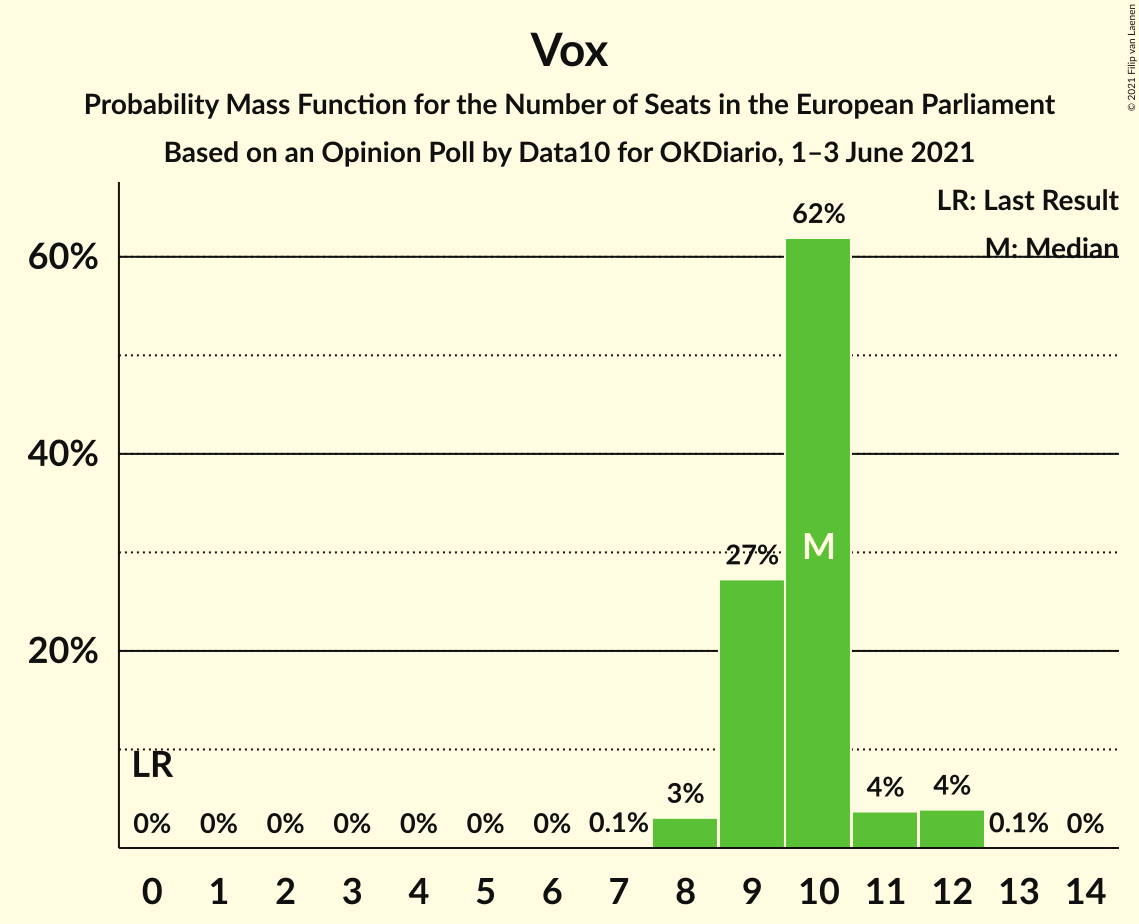 Vox
Probability Mass Function for the Number of Seats in the European Parliament
Based on an Opinion Poll by Data10 for OKDiario, 1–3 June 2021
© 2021 Filip van Laenen
LR: Last Result
M: Median
60%
40%
20%
62%
27%
M
LR
0% 0% 0% 0% 0% 0% 0% 0.1% 3% 4% 4% 0.1% 0%
0 1 2 3 4 5 6 7 8 9 10 11 12 13 14